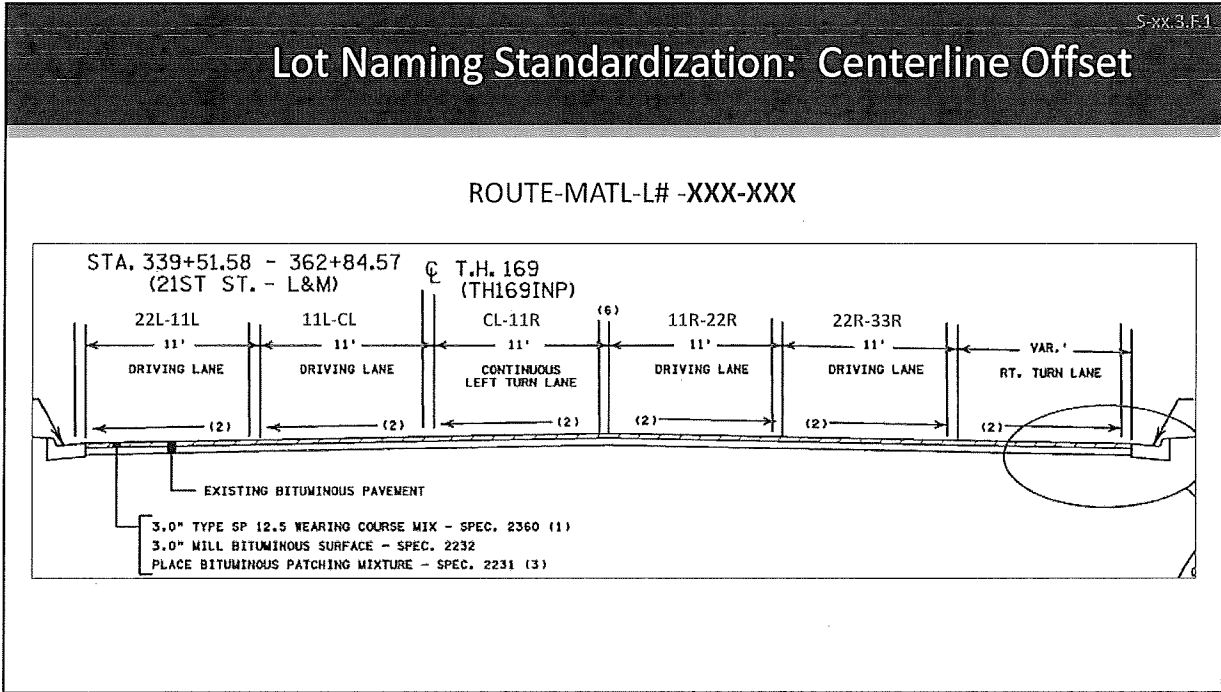 S-xx.3.F.1
Lot Naming Standardization: Centerline Offset
ROUTE-MATL-L# -XXX-XXX
STA. 339+51.58 - 362+84.57
(21ST ST. - L&M)
℄ T.H. 169
(TH169INP)
22L-11L 11L-CL CL-11R (6) 11R-22R 22R-33R
11' 11' 11' 11' 11' VAR.'
DRIVING LANE DRIVING LANE CONTINUOUS LEFT TURN LANE DRIVING LANE DRIVING LANE RT. TURN LANE
(2) (2) (2) (2) (2) (2)
EXISTING BITUMINOUS PAVEMENT
3.0" TYPE SP 12.5 WEARING COURSE MIX - SPEC. 2360 (1)
3.0" MILL BITUMINOUS SURFACE - SPEC. 2232
PLACE BITUMINOUS PATCHING MIXTURE - SPEC. 2231 (3)